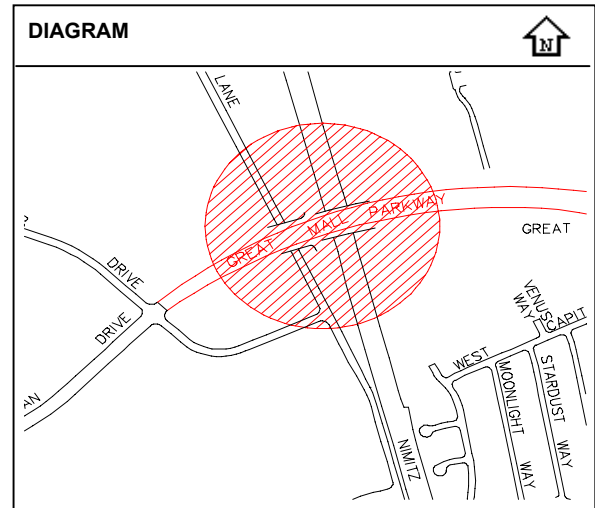 DIAGRAM
N
LANE
GREAT MALL PARKWAY
GREAT
DRIVE
DRIVE
AN
VENUS
WAY
CAPIT
WEST
MOONLIGHT WAY
STARDUST WAY
NIMITZ